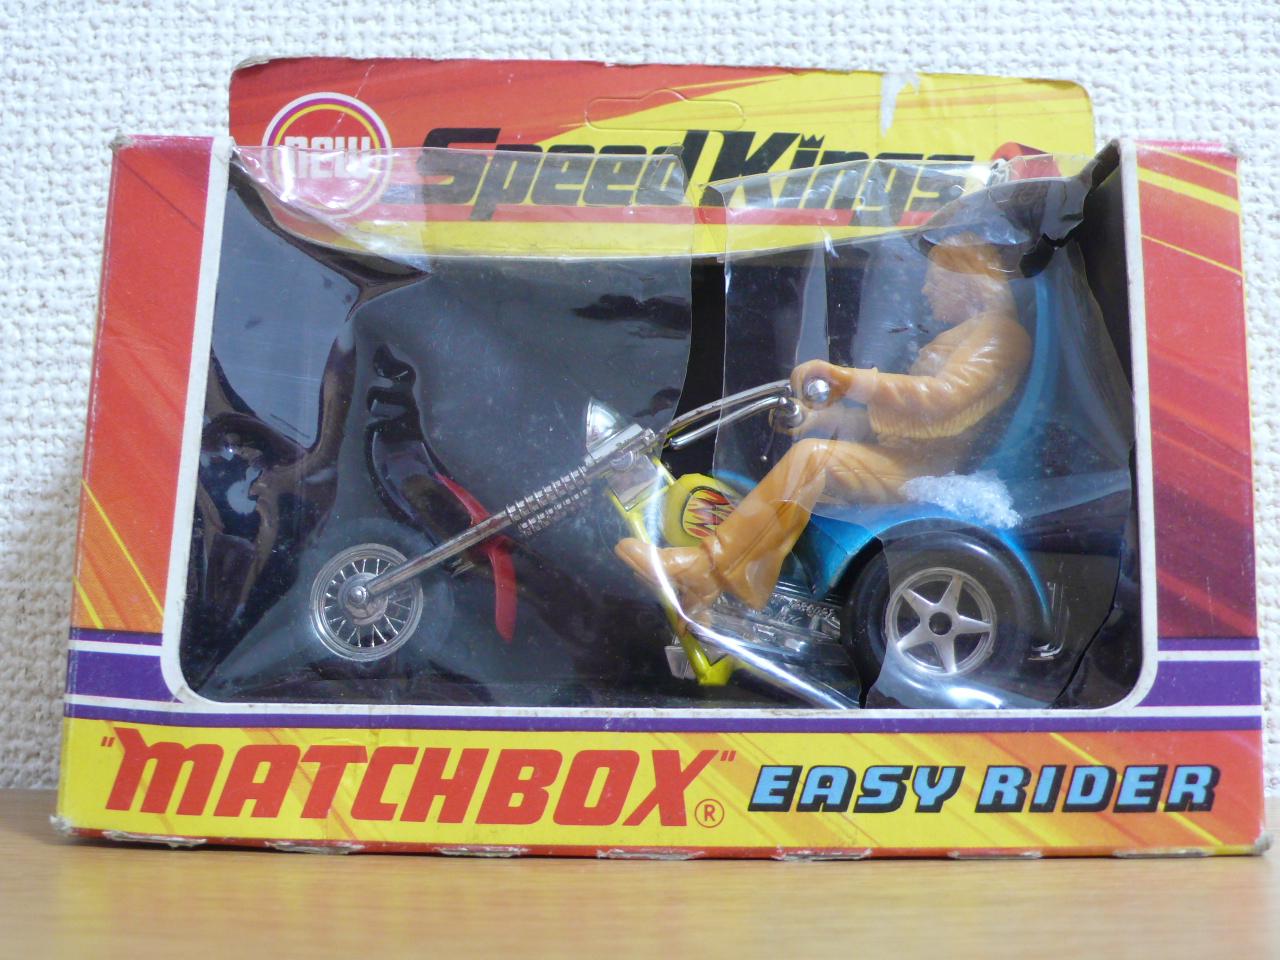 new
Speed Kings
"MATCHBOX"® EASY RIDER